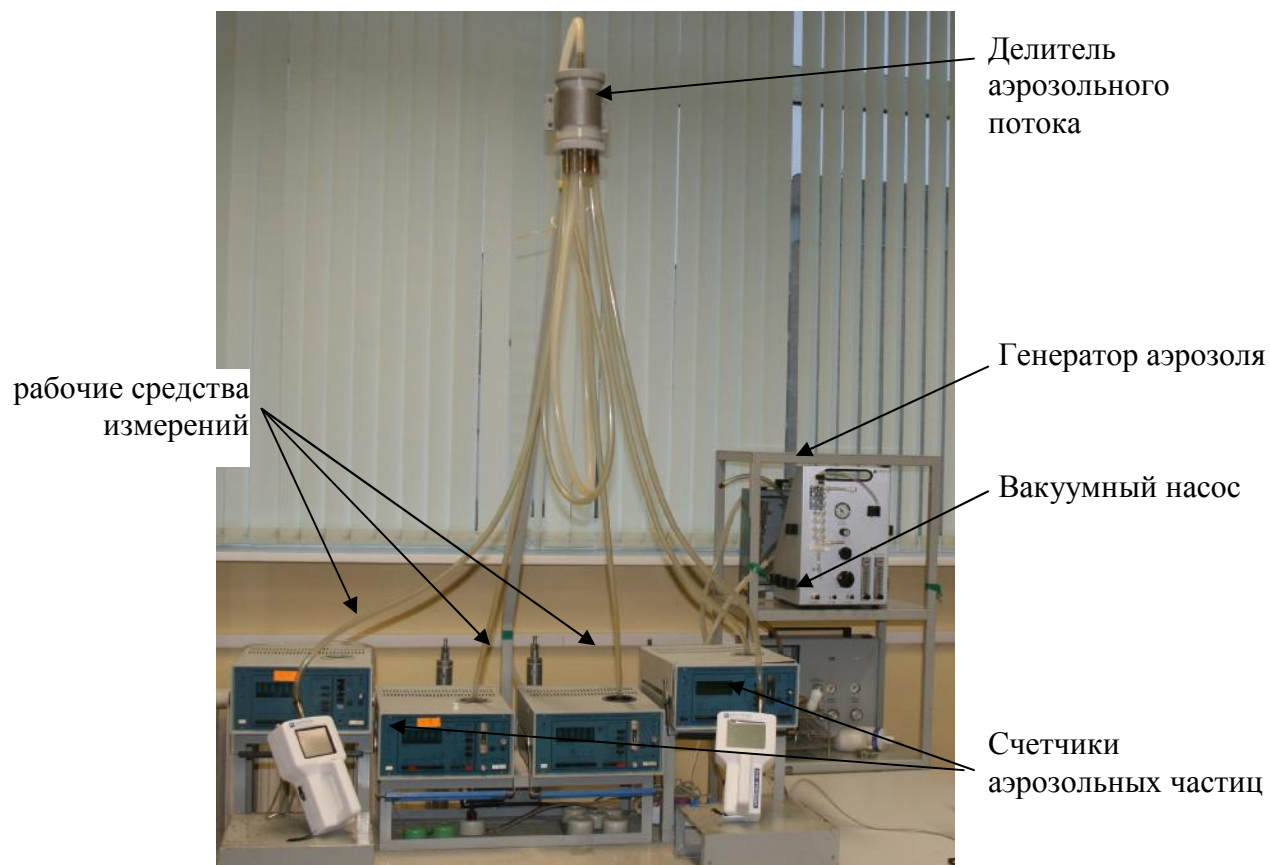 Делитель
аэрозольного
потока
Генератор аэрозоля
рабочие средства
измерений
Вакуумный насос
Счетчики
аэрозольных частиц